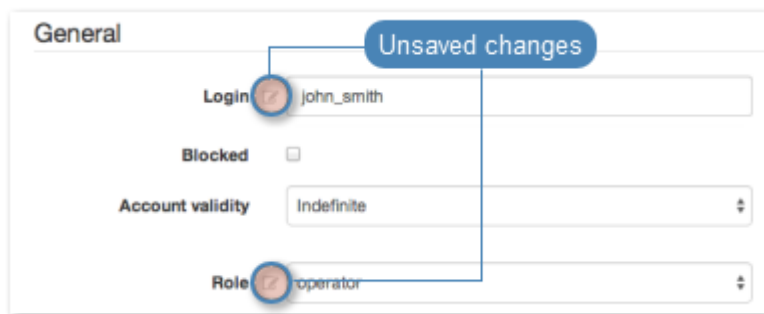 General
Unsaved changes
Login john_smith
Blocked
Account validity Indefinite
Role operator